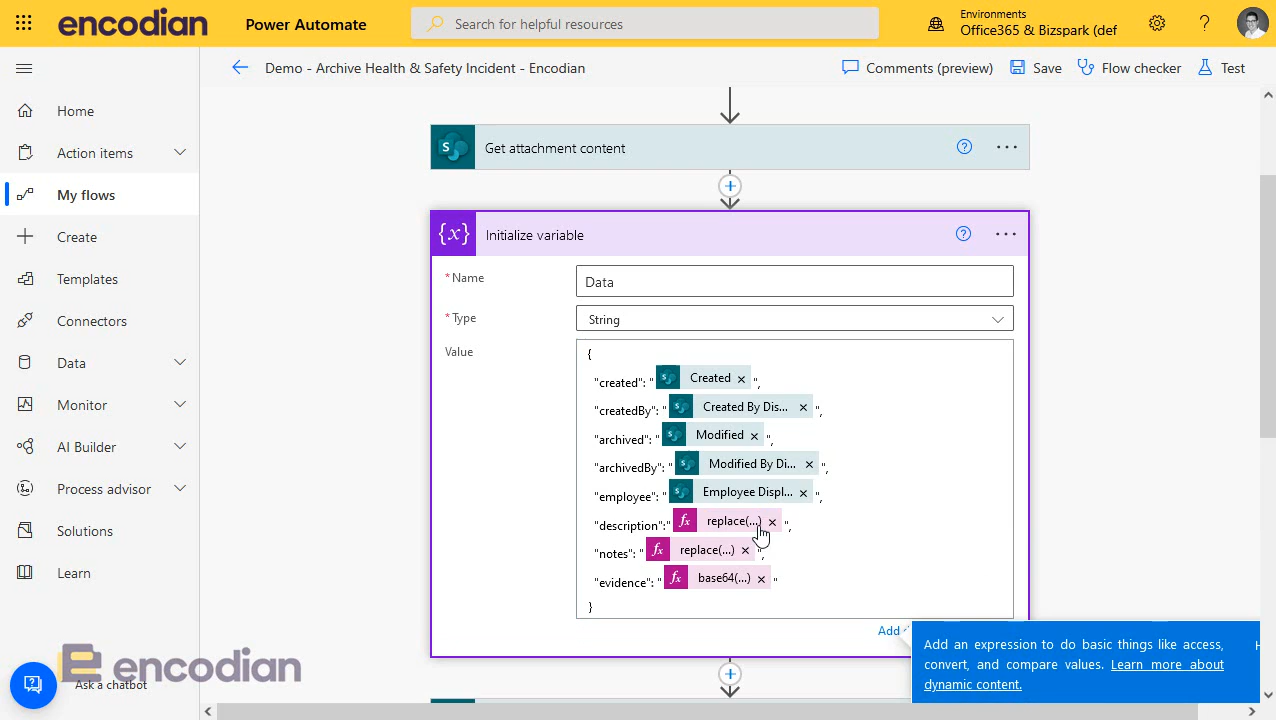 encodian
Power Automate
Search for helpful resources
Environments
Office365 & Bizspark (def
?
Demo - Archive Health & Safety Incident - Encodian
Comments (preview)
Save
Flow checker
Test
Home
Action items
My flows
Create
Templates
Connectors
Data
Monitor
AI Builder
Process advisor
Solutions
Learn
Ask a chatbot
encodian
S
Get attachment content
?
{x}
Initialize variable
?
* Name
Data
* Type
String
Value
{
"created": " Created ",
"createdBy": " Created By Dis... ",
"archived": " Modified ",
"archivedBy": " Modified By Di... ",
"employee": " Employee Displ... ",
"description":" fx replace(...) ",
"notes": " fx replace(...) ",
"evidence": " fx base64(...) "
}
Add
Add an expression to do basic things like access,
convert, and compare values. Learn more about
dynamic content.